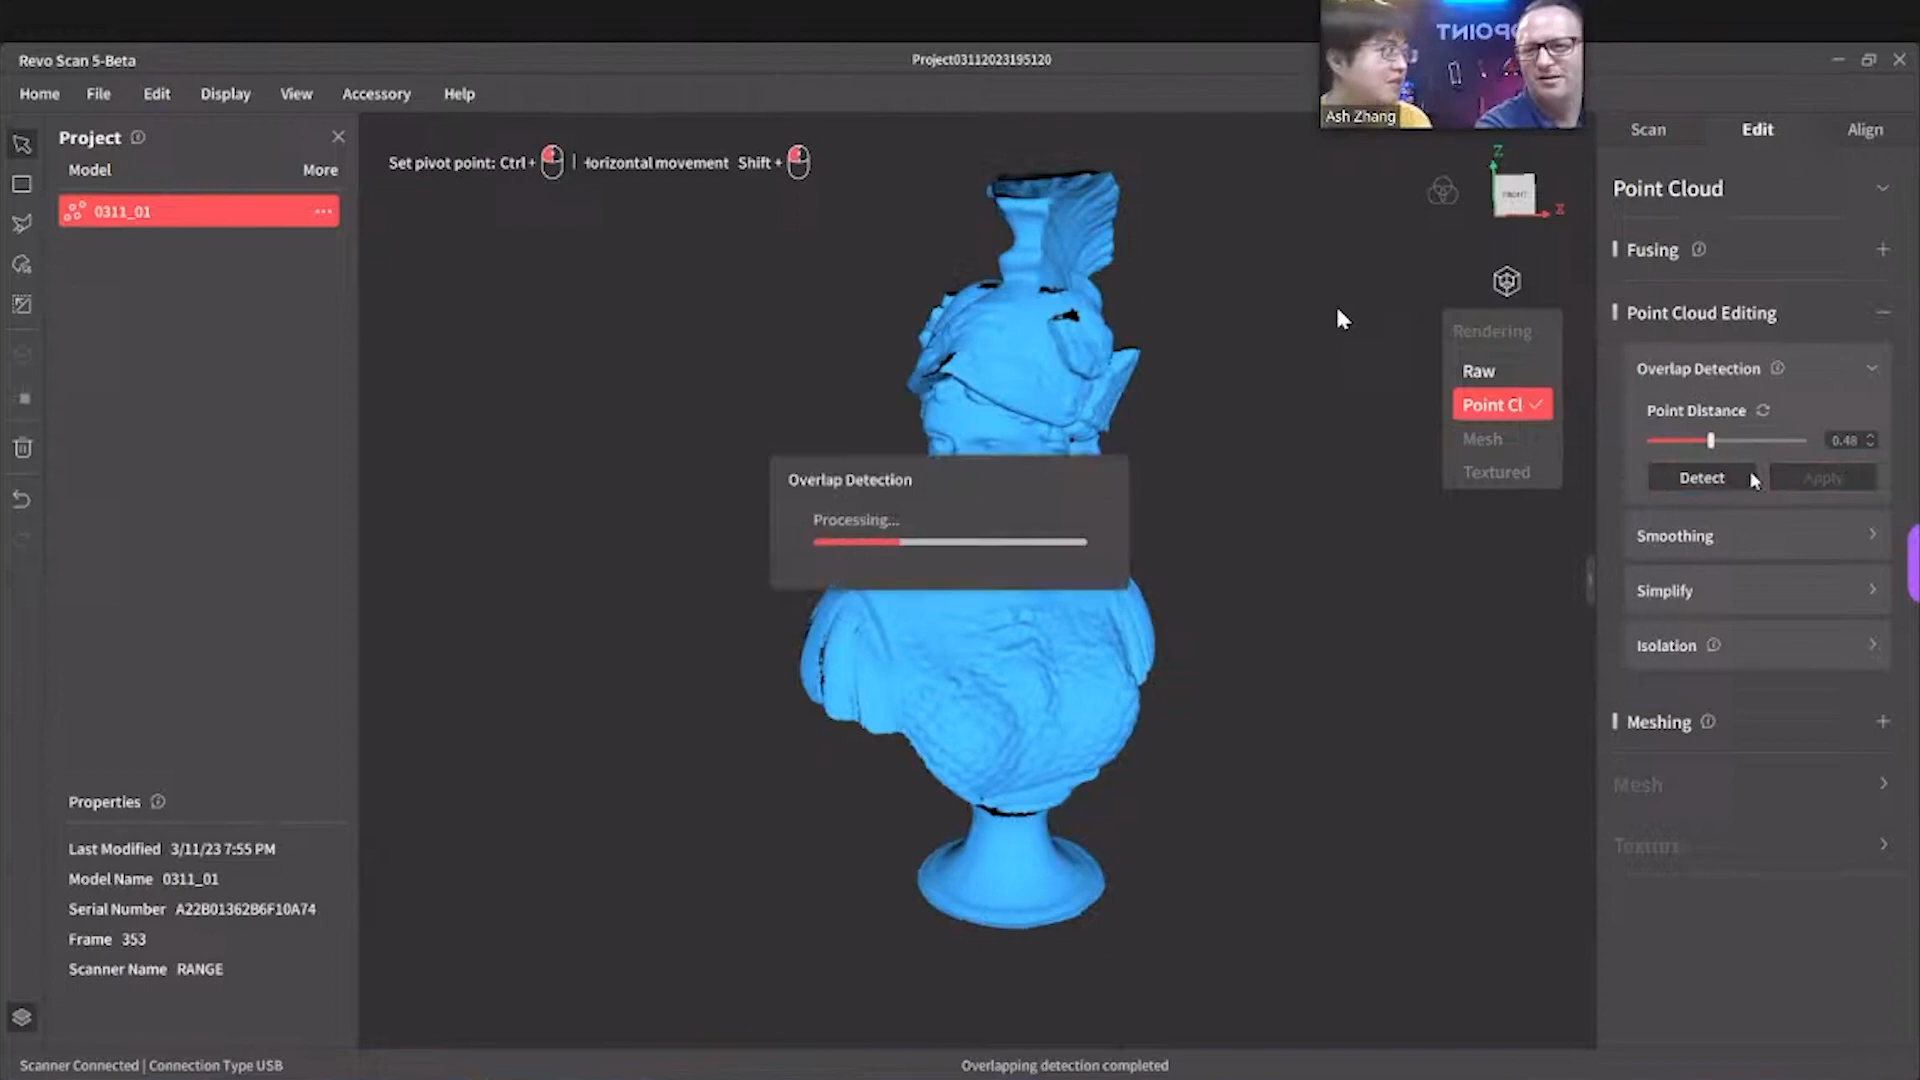 Revo Scan 5-Beta
Project03112023195120
Home File Edit Display View Accessory Help
Ash Zhang
Project
Model More
0311_01
Set pivot point: Ctrl + | Horizontal movement Shift +
Z
FRONT
X
Rendering
Raw
Point Cl
Mesh
Textured
Scan Edit Align
Point Cloud
Fusing
Point Cloud Editing
Overlap Detection
Point Distance
0.48
Detect Apply
Smoothing
Simplify
Isolation
Meshing
Mesh
Overlap Detection
Processing...
Properties
Last Modified 3/11/23 7:55 PM
Model Name 0311_01
Serial Number A22B01362B6F10A74
Frame 353
Scanner Name RANGE
Scanner Connected | Connection Type USB
Overlapping detection completed